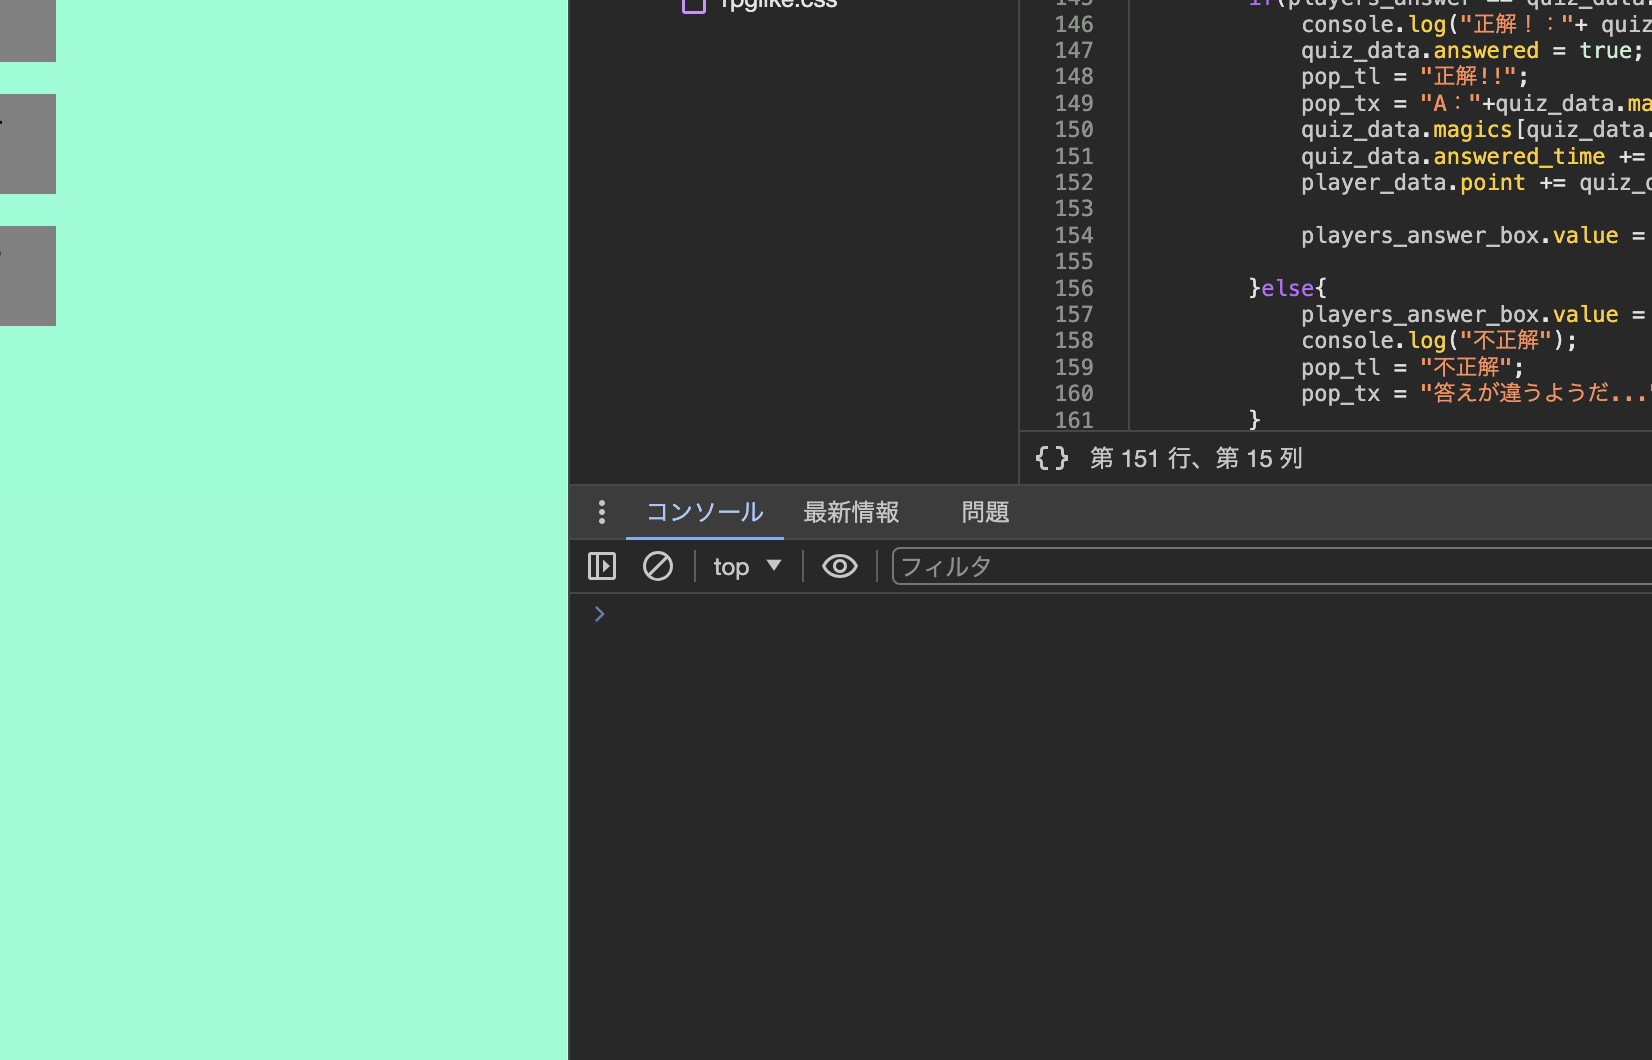 rpglike.css
145 if(players_answer == quiz_data.
146 console.log("正解！："+ quiz
147 quiz_data.answered = true;
148 pop_tl = "正解!!";
149 pop_tx = "A："+quiz_data.ma
150 quiz_data.magics[quiz_data.
151 quiz_data.answered_time +=
152 player_data.point += quiz_d
153
154 players_answer_box.value =
155
156 }else{
157 players_answer_box.value =
158 console.log("不正解");
159 pop_tl = "不正解";
160 pop_tx = "答えが違うようだ..."
161 }
{} 第 151 行、第 15 列
コンソール 最新情報 問題
top ▼ フィルタ
>